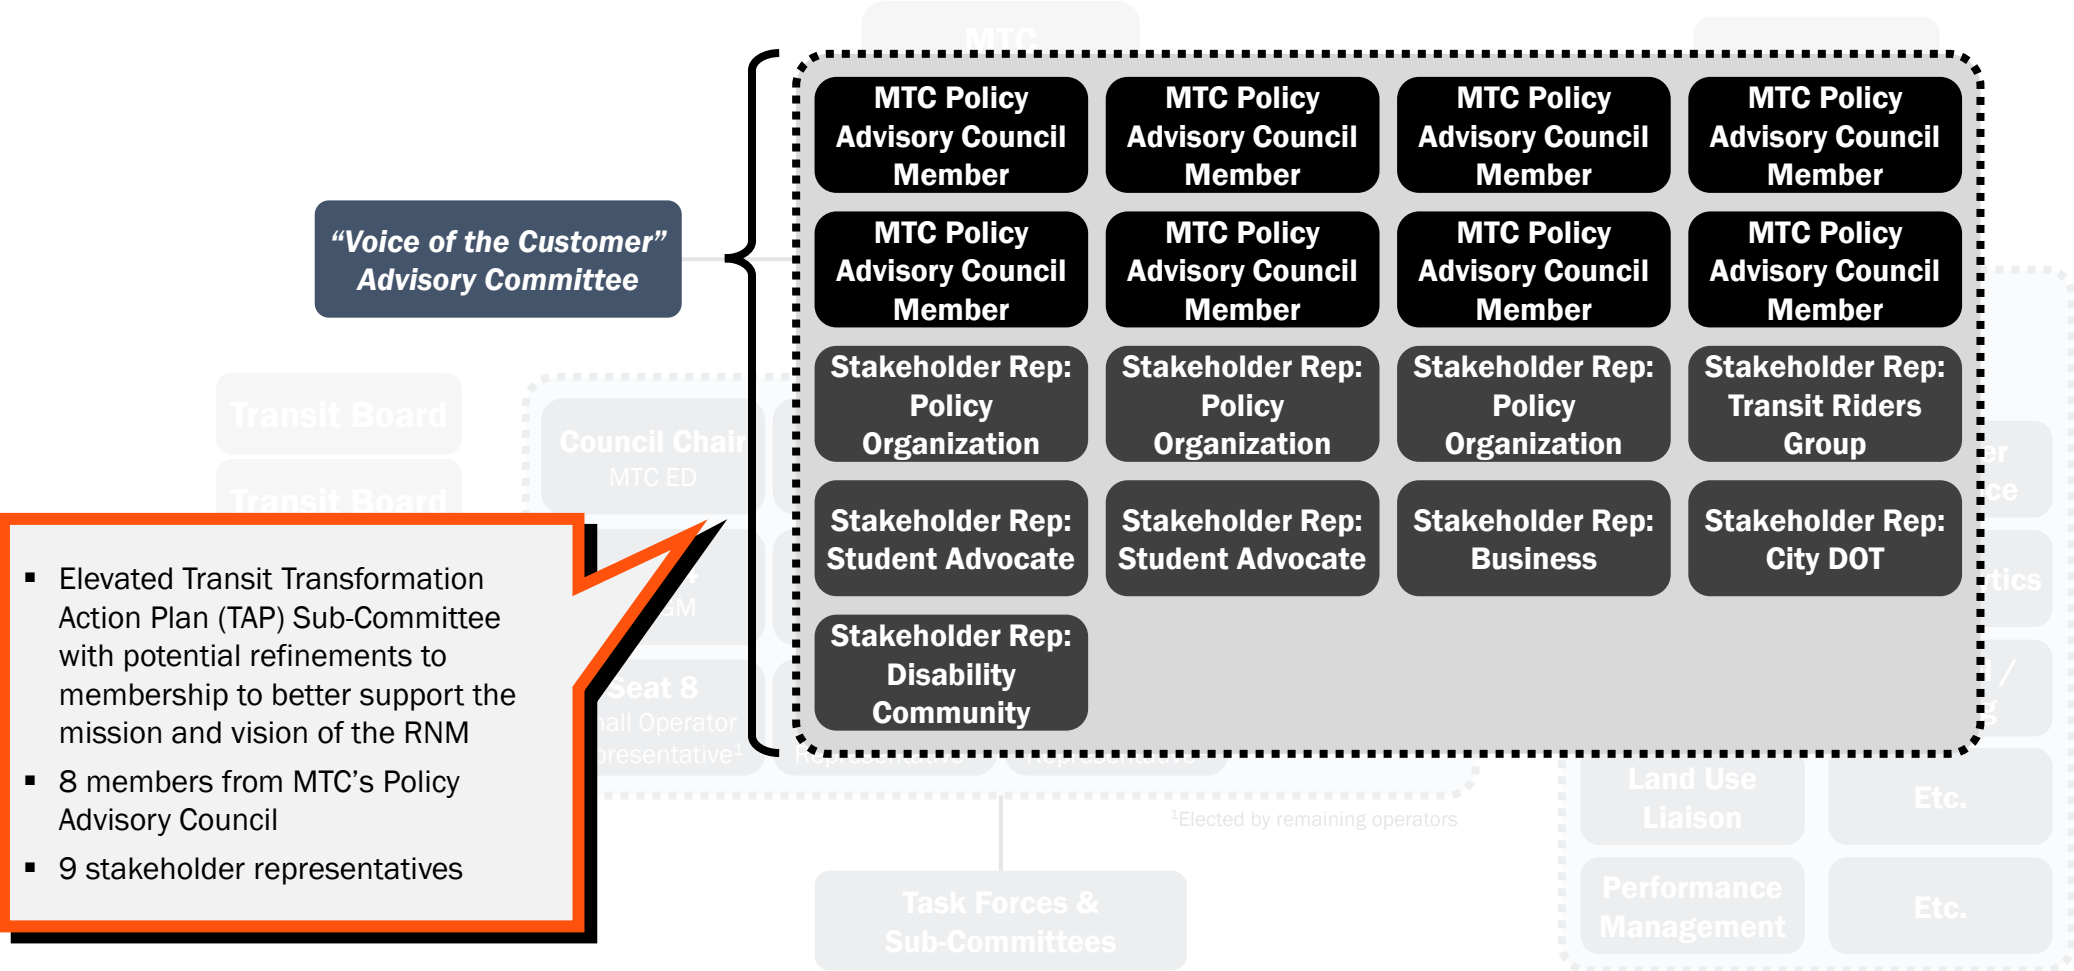 MTC
MTC Policy
Advisory Council
Member
MTC Policy
Advisory Council
Member
MTC Policy
Advisory Council
Member
MTC Policy
Advisory Council
Member
“Voice of the Customer”
Advisory Committee
MTC Policy
Advisory Council
Member
MTC Policy
Advisory Council
Member
MTC Policy
Advisory Council
Member
MTC Policy
Advisory Council
Member
Stakeholder Rep:
Policy
Organization
Stakeholder Rep:
Policy
Organization
Stakeholder Rep:
Policy
Organization
Stakeholder Rep:
Transit Riders
Group
Stakeholder Rep:
Student Advocate
Stakeholder Rep:
Student Advocate
Stakeholder Rep:
Business
Stakeholder Rep:
City DOT
Stakeholder Rep:
Disability
Community
Transit Board
Transit Board
Council Chair
MTC ED
Seat 8
Operator
Representative
Representative
▪ Elevated Transit Transformation
Action Plan (TAP) Sub-Committee
with potential refinements to
membership to better support the
mission and vision of the RNM
▪ 8 members from MTC’s Policy
Advisory Council
▪ 9 stakeholder representatives
¹Elected by remaining operators
Land Use
Liaison
Etc.
Performance
Management
Etc.
Task Forces &
Sub-Committees